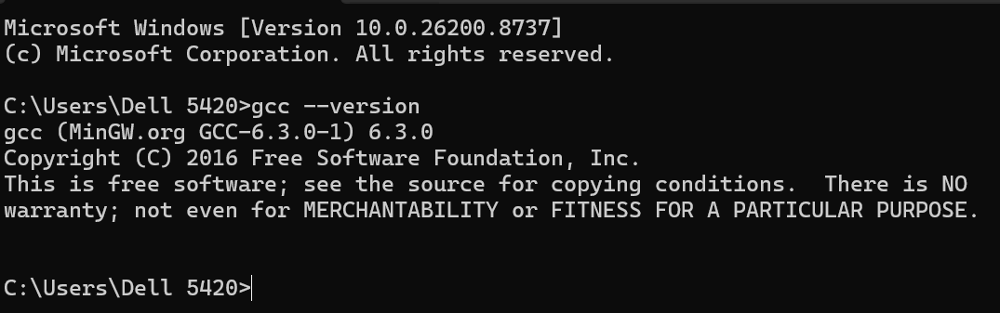 Microsoft Windows [Version 10.0.26200.8737]
(c) Microsoft Corporation. All rights reserved.
C:\Users\Dell 5420>gcc --version
gcc (MinGW.org GCC-6.3.0-1) 6.3.0
Copyright (C) 2016 Free Software Foundation, Inc.
This is free software; see the source for copying conditions.  There is NO
warranty; not even for MERCHANTABILITY or FITNESS FOR A PARTICULAR PURPOSE.
C:\Users\Dell 5420>